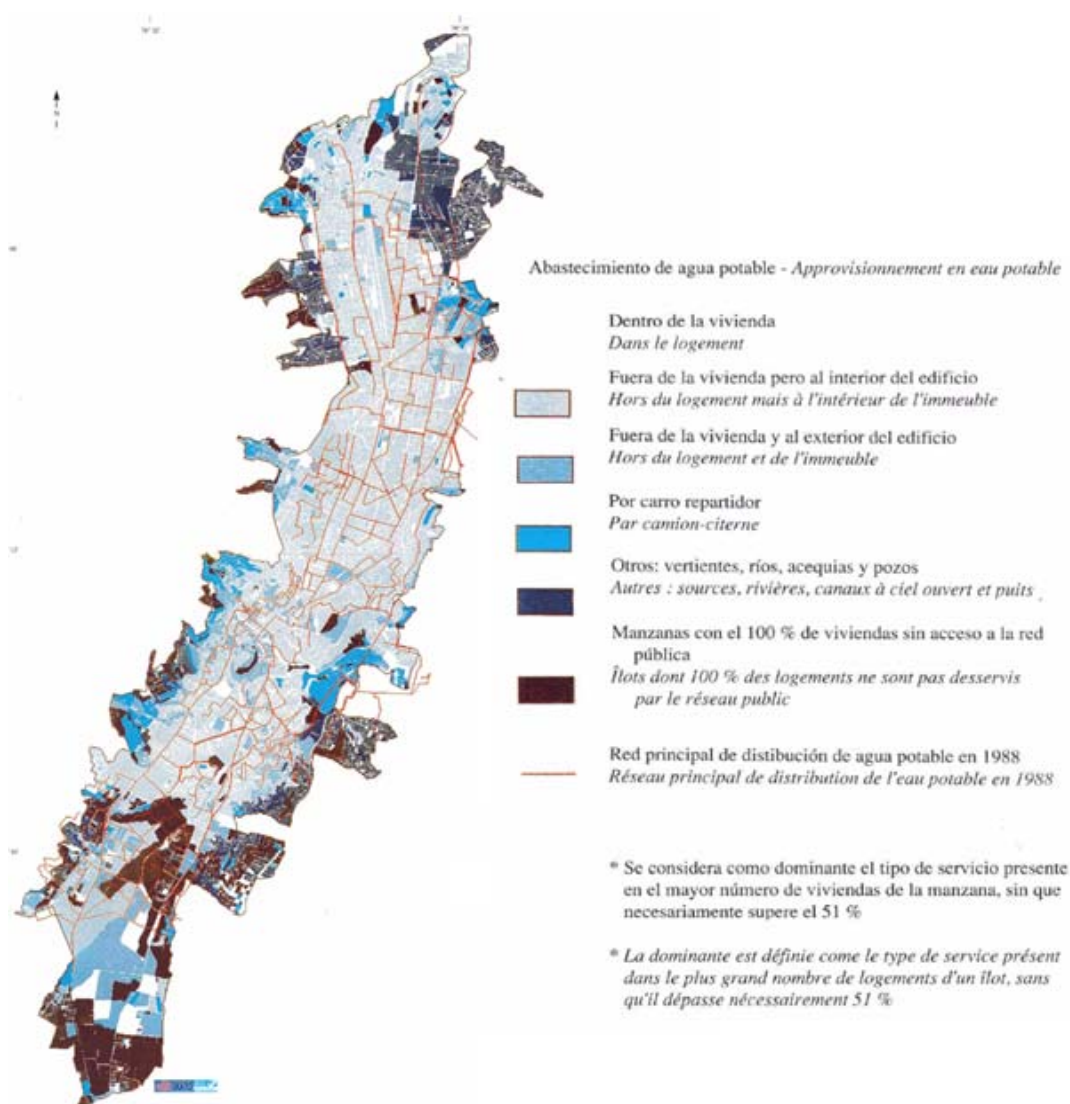 N
Abastecimiento de agua potable - Approvisionnement en eau potable
Dentro de la vivienda
Dans le logement
Fuera de la vivienda pero al interior del edificio
Hors du logement mais à l'intérieur de l'immeuble
Fuera de la vivienda y al exterior del edificio
Hors du logement et de l'immeuble
Por carro repartidor
Par camion-citerne
Otros: vertientes, ríos, acequias y pozos
Autres : sources, rivières, canaux à ciel ouvert et puits
Manzanas con el 100 % de viviendas sin acceso a la red
pública
Îlots dont 100 % des logements ne sont pas desservis
par le réseau public
Red principal de distibución de agua potable en 1988
Réseau principal de distribution de l'eau potable en 1988
* Se considera como dominante el tipo de servicio presente
en el mayor número de viviendas de la manzana, sin que
necesariamente supere el 51 %
* La dominante est définie come le type de service présent
dans le plus grand nombre de logements d'un îlot, sans
qu'il dépasse nécessairement 51 %